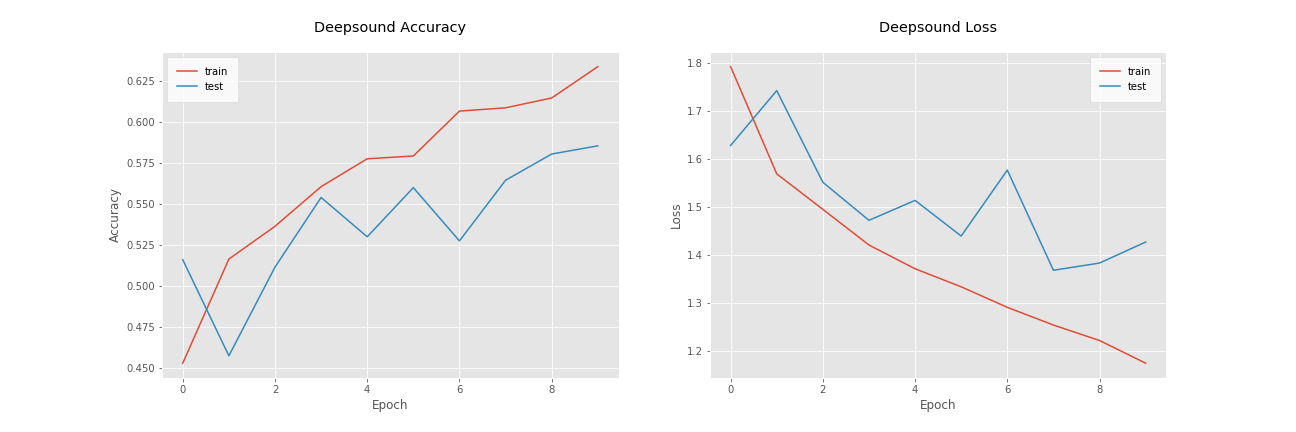 Deepsound Accuracy
train
test
0.625
0.600
0.575
0.550
0.525
0.500
0.475
0.450
Accuracy
0 2 4 6 8
Epoch
Deepsound Loss
train
test
1.8
1.7
1.6
1.5
1.4
1.3
1.2
Loss
0 2 4 6 8
Epoch